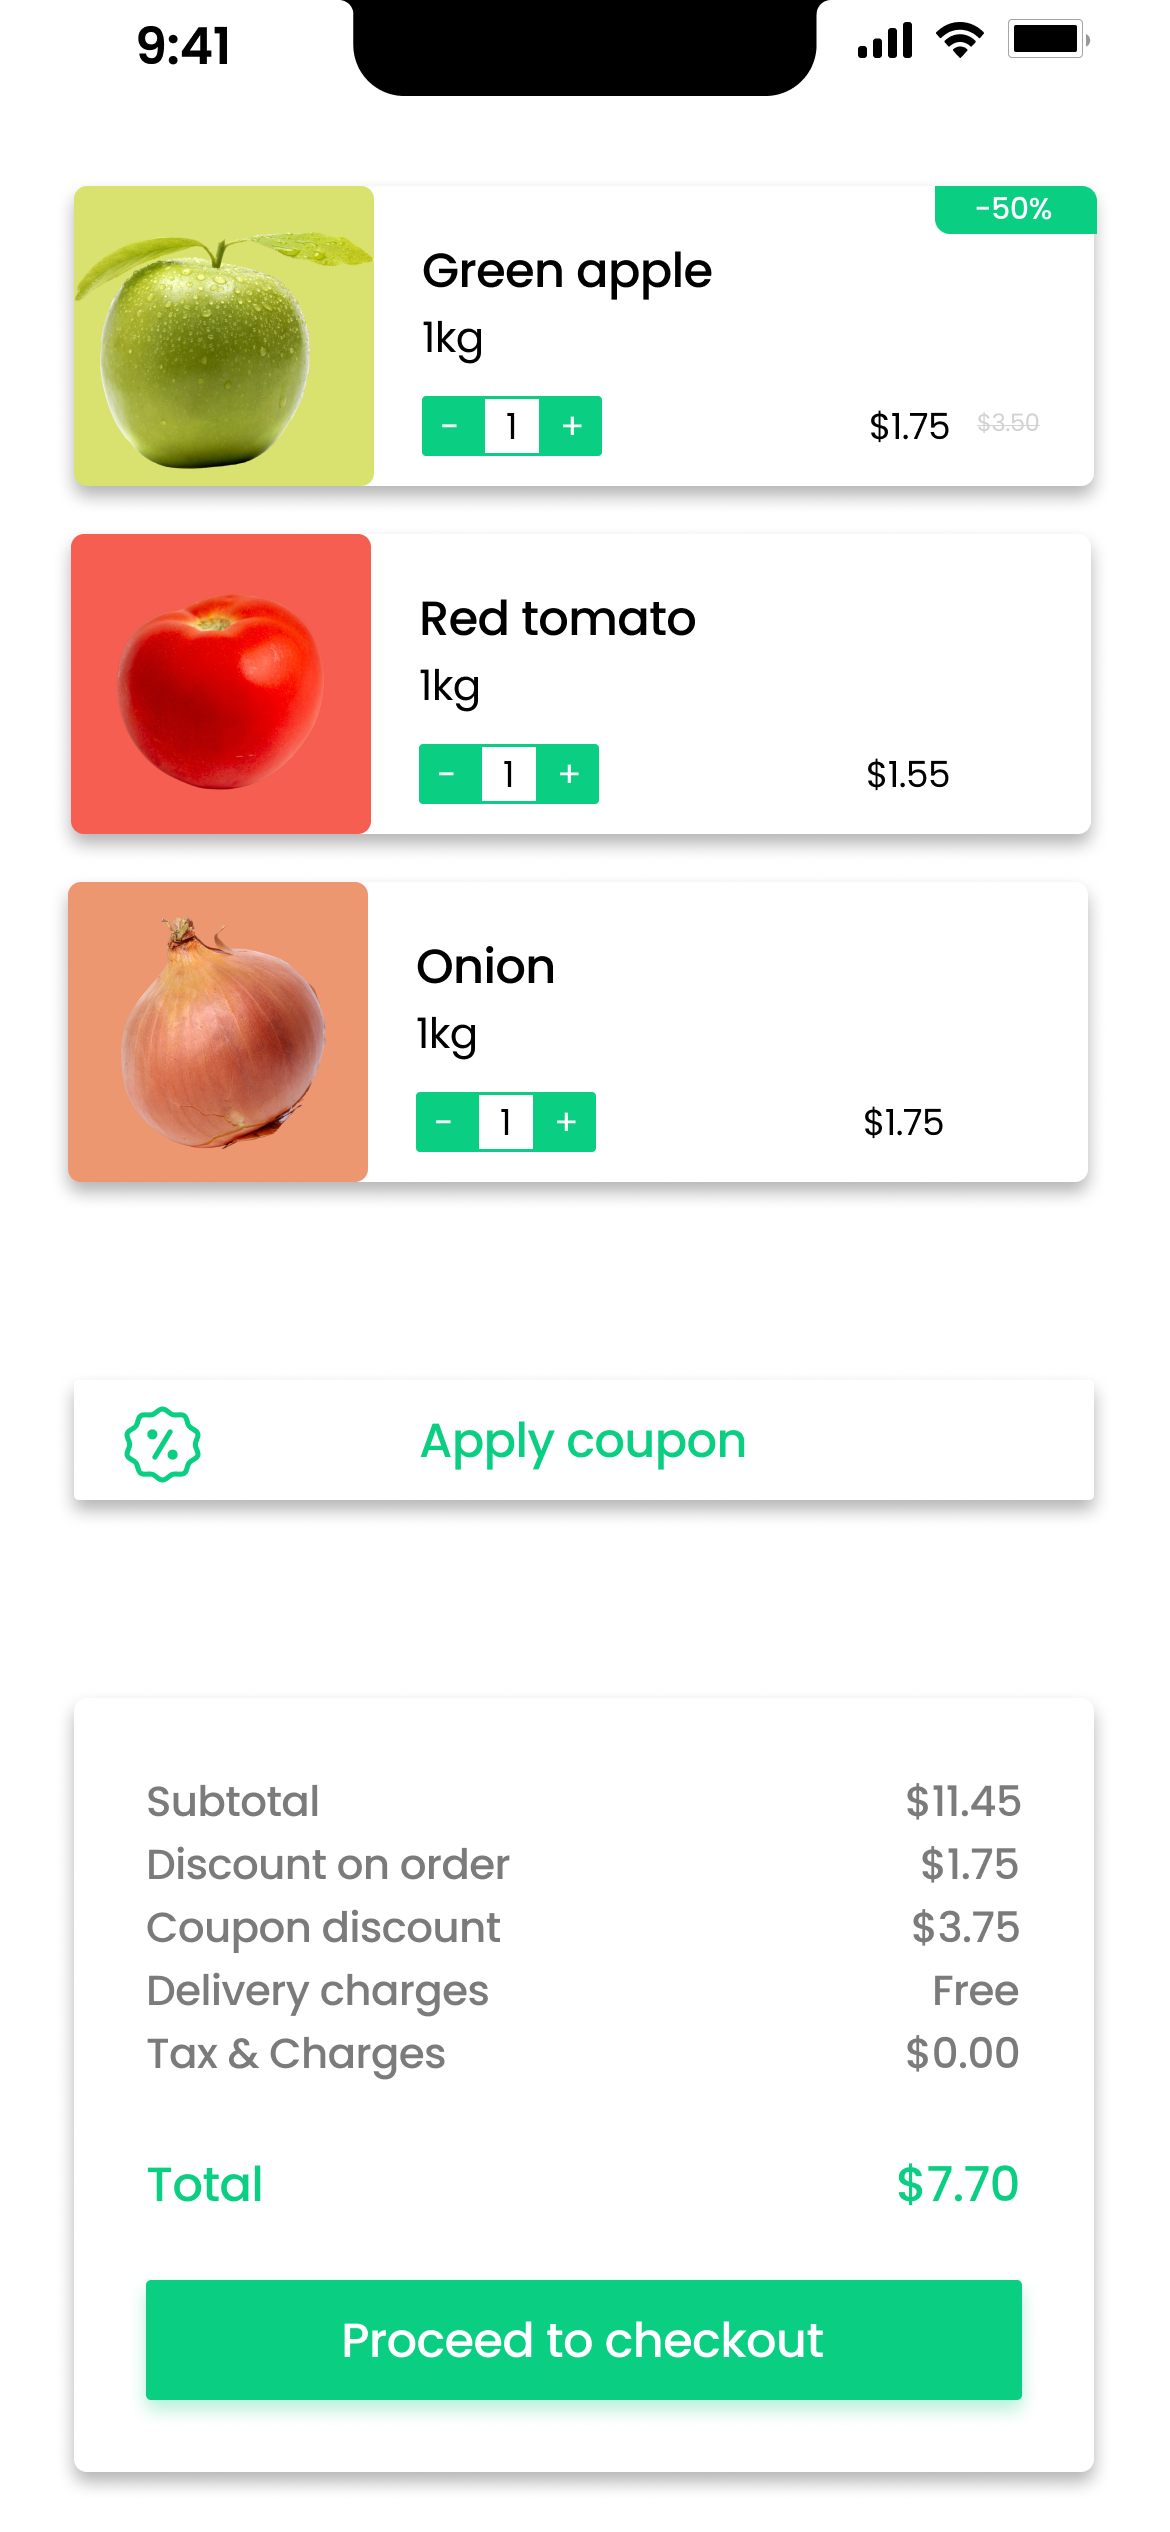 9:41
-50%
Green apple
1kg
- 1 + $1.75 $3.50
Red tomato
1kg
- 1 + $1.55
Onion
1kg
- 1 + $1.75
% Apply coupon
Subtotal $11.45
Discount on order $1.75
Coupon discount $3.75
Delivery charges Free
Tax & Charges $0.00
Total $7.70
Proceed to checkout